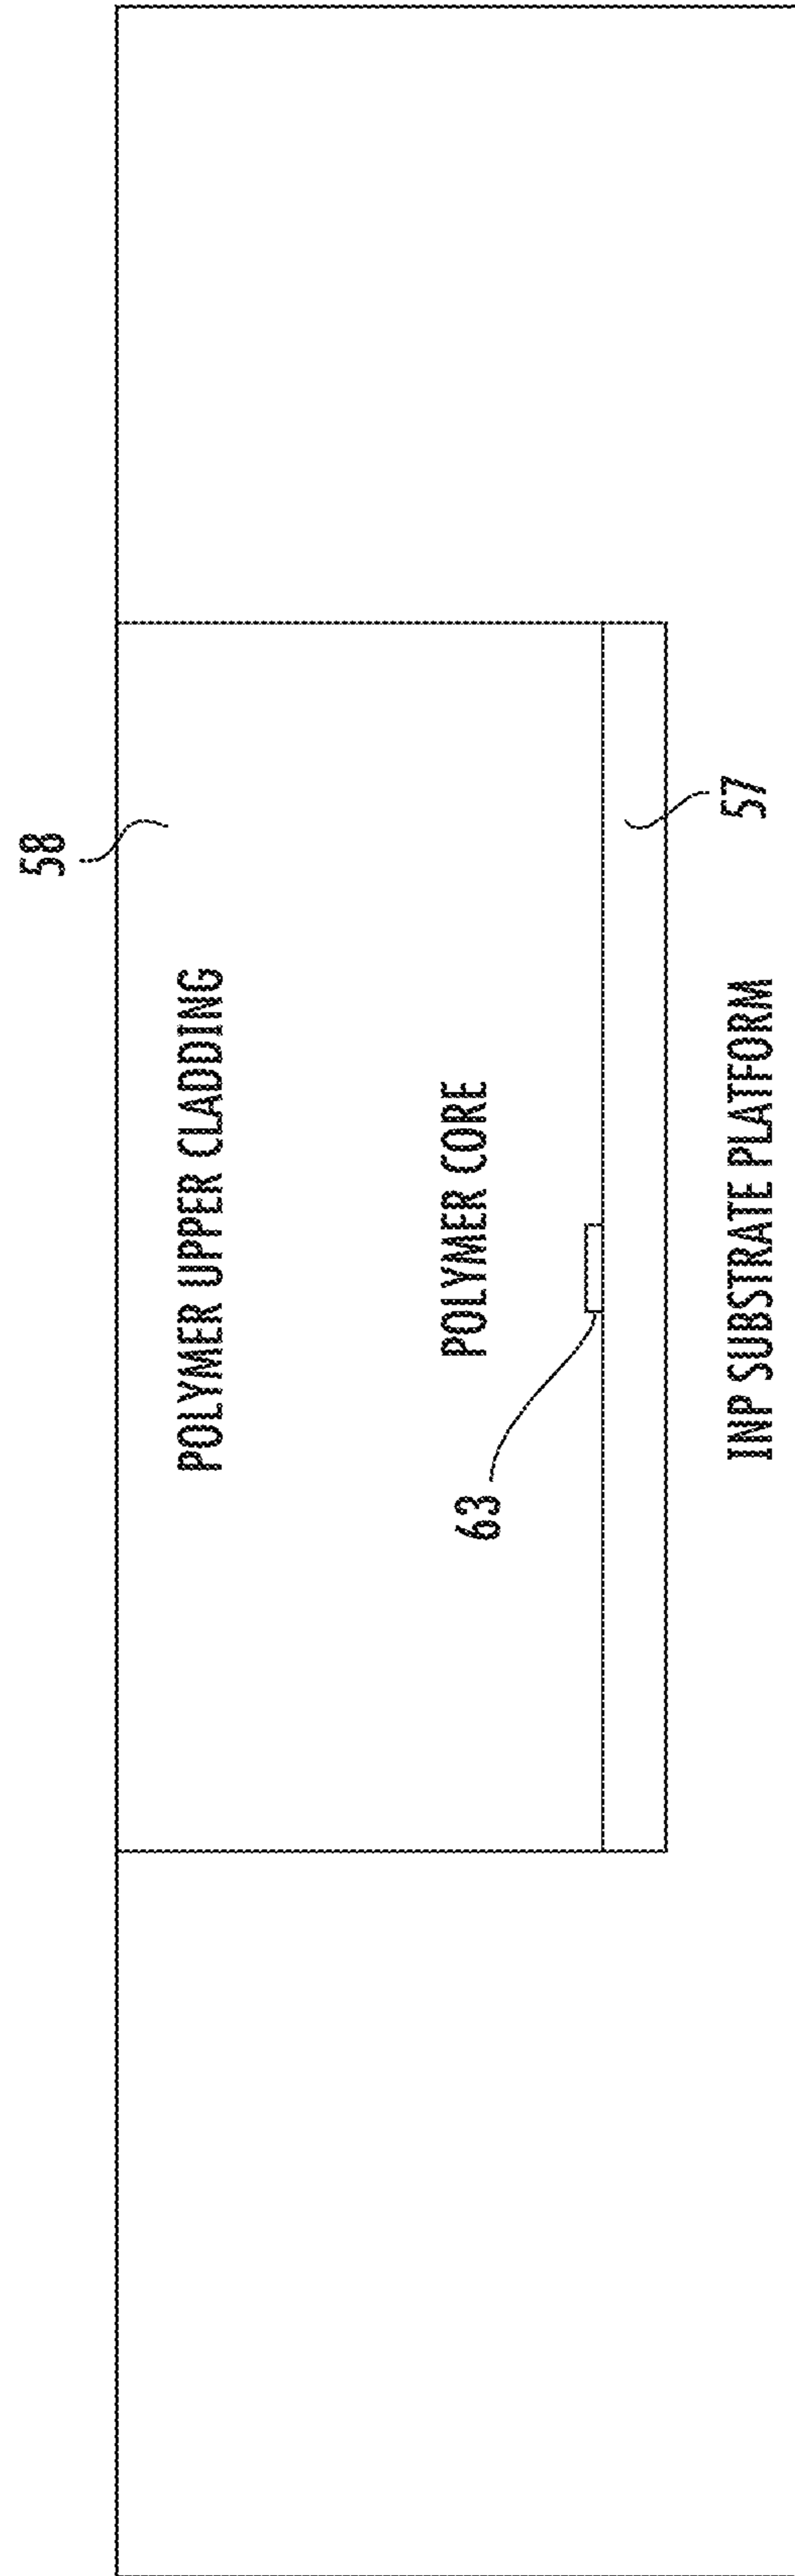 58
POLYMER UPPER CLADDING
63
POLYMER CORE
57
INP SUBSTRATE PLATFORM